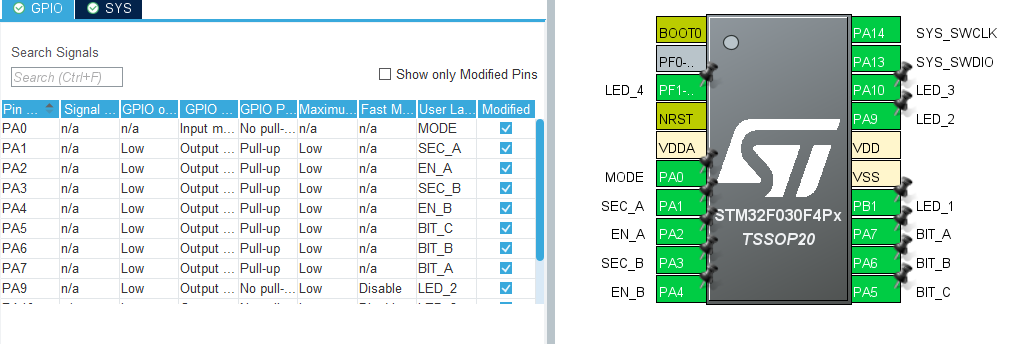 GPIO SYS
Search Signals
Search (Ctrl+F)
Show only Modified Pins
Pin ... Signal ... GPIO o... GPIO ... GPIO P... Maximu... Fast M... User La... Modified
PA0 n/a n/a Input m... No pull-... n/a n/a MODE
PA1 n/a Low Output ... Pull-up Low n/a SEC_A
PA2 n/a Low Output ... Pull-up Low n/a EN_A
PA3 n/a Low Output ... Pull-up Low n/a SEC_B
PA4 n/a Low Output ... Pull-up Low n/a EN_B
PA5 n/a Low Output ... Pull-up Low n/a BIT_C
PA6 n/a Low Output ... Pull-up Low n/a BIT_B
PA7 n/a Low Output ... Pull-up Low n/a BIT_A
PA9 n/a Low Output ... No pull-... Low Disable LED_2
BOOT0 PA14 SYS_SWCLK
PF0-.. PA13 SYS_SWDIO
LED_4 PF1-.. PA10 LED_3
NRST PA9 LED_2
VDDA VDD
MODE PA0 VSS
SEC_A PA1 PB1 LED_1
EN_A PA2 PA7 BIT_A
SEC_B PA3 PA6 BIT_B
EN_B PA4 PA5 BIT_C
ST
STM32F030F4Px
TSSOP20